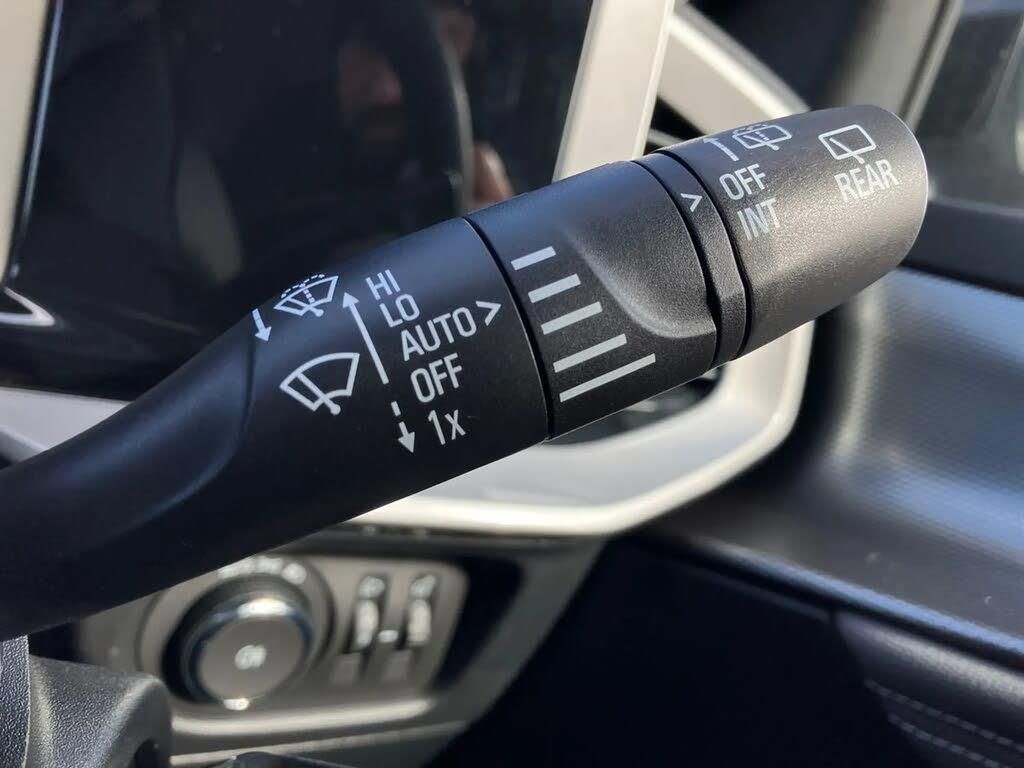 HI
LO
AUTO >
OFF
1x
>
OFF
INT
REAR